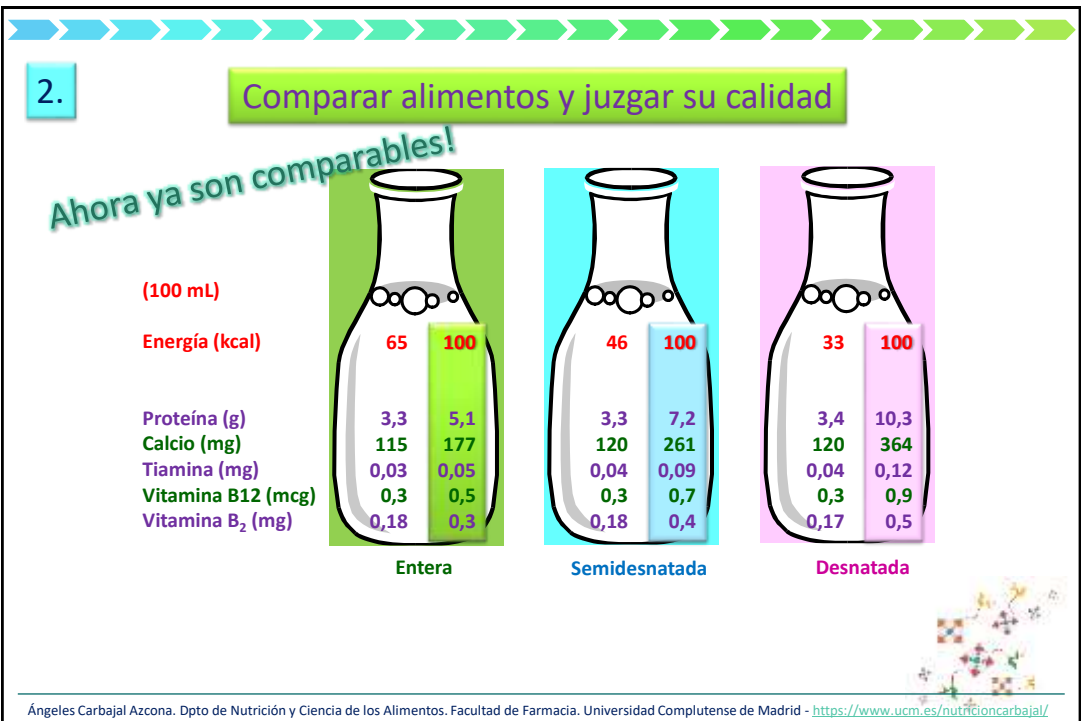 2.
Comparar alimentos y juzgar su calidad
Ahora ya son comparables!
(100 mL)
Energía (kcal) 65 100 46 100 33 100
Proteína (g) 3,3 5,1 3,3 7,2 3,4 10,3
Calcio (mg) 115 177 120 261 120 364
Tiamina (mg) 0,03 0,05 0,04 0,09 0,04 0,12
Vitamina B12 (mcg) 0,3 0,5 0,3 0,7 0,3 0,9
Vitamina B₂ (mg) 0,18 0,3 0,18 0,4 0,17 0,5
Entera Semidesnatada Desnatada
Ángeles Carbajal Azcona. Dpto de Nutrición y Ciencia de los Alimentos. Facultad de Farmacia. Universidad Complutense de Madrid - https://www.ucm.es/nutricioncarbajal/